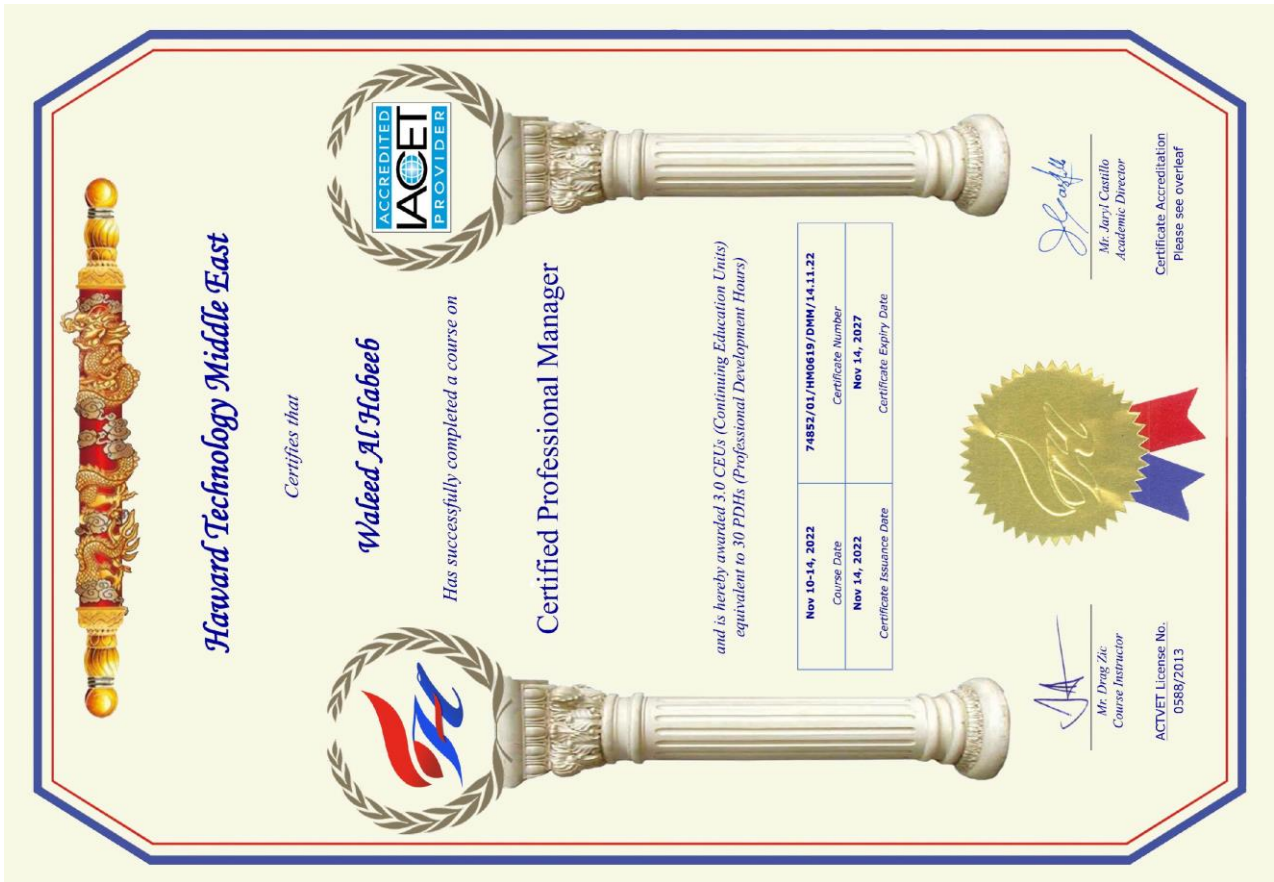 Haward Technology Middle East
Certifies that
ACCREDITED
IACET
PROVIDER
Waleed Al Habeeb
Has successfully completed a course on
Certified Professional Manager
and is hereby awarded 3.0 CEUs (Continuing Education Units)
equivalent to 30 PDHs (Professional Development Hours)
Nov 10-14, 2022 74852/01/HM0619/DMM/14.11.22
Course Date Certificate Number
Nov 14, 2022 Nov 14, 2027
Certificate Issuance Date Certificate Expiry Date
Mr. Drag Zic
Course Instructor
ACTVET License No.
0588/2013
Mr. Jaryl Castillo
Academic Director
Certificate Accreditation
Please see overleaf